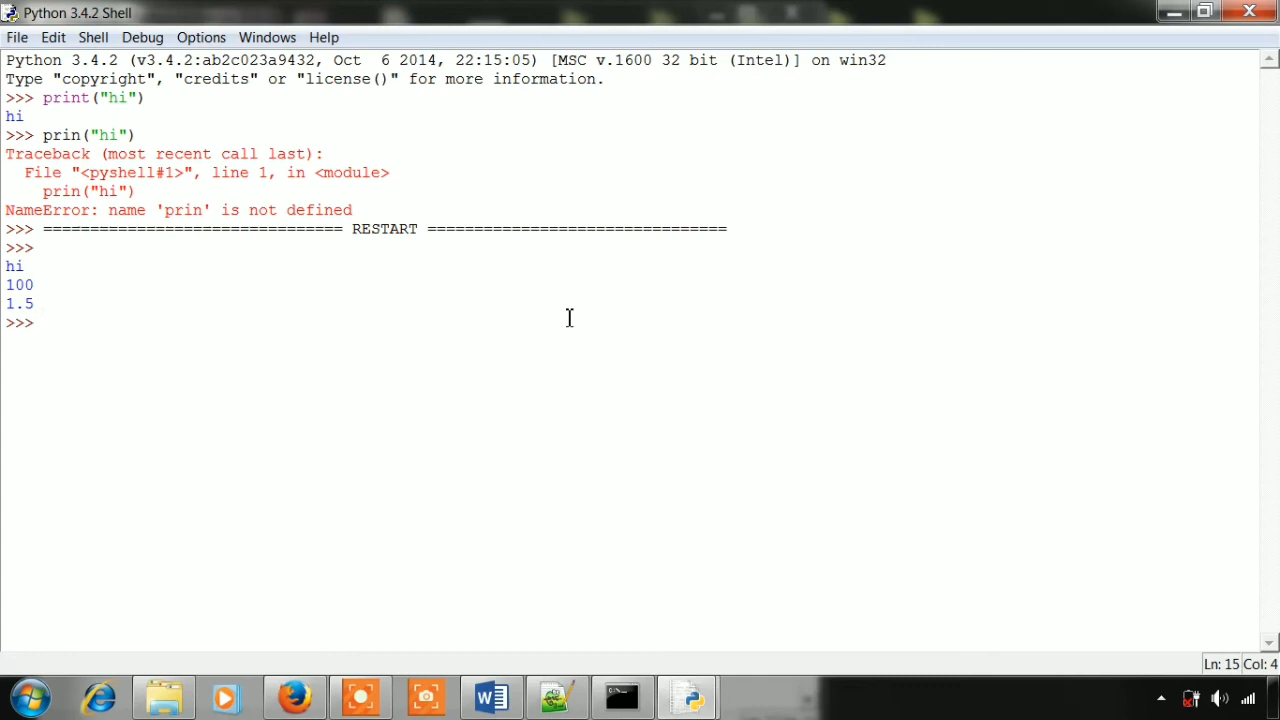 Python 3.4.2 Shell
File Edit Shell Debug Options Windows Help
Python 3.4.2 (v3.4.2:ab2c023a9432, Oct  6 2014, 22:15:05) [MSC v.1600 32 bit (Intel)] on win32
Type "copyright", "credits" or "license()" for more information.
>>> print("hi")
hi
>>> prin("hi")
Traceback (most recent call last):
  File "<pyshell#1>", line 1, in <module>
    prin("hi")
NameError: name 'prin' is not defined
>>> ================================ RESTART ================================
>>>
hi
100
1.5
>>>
Ln: 15 Col: 4